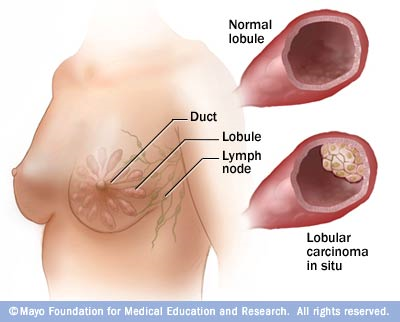 Normal
lobule
Duct
Lobule
Lymph
node
Lobular
carcinoma
in situ
©Mayo Foundation for Medical Education and Research. All rights reserved.